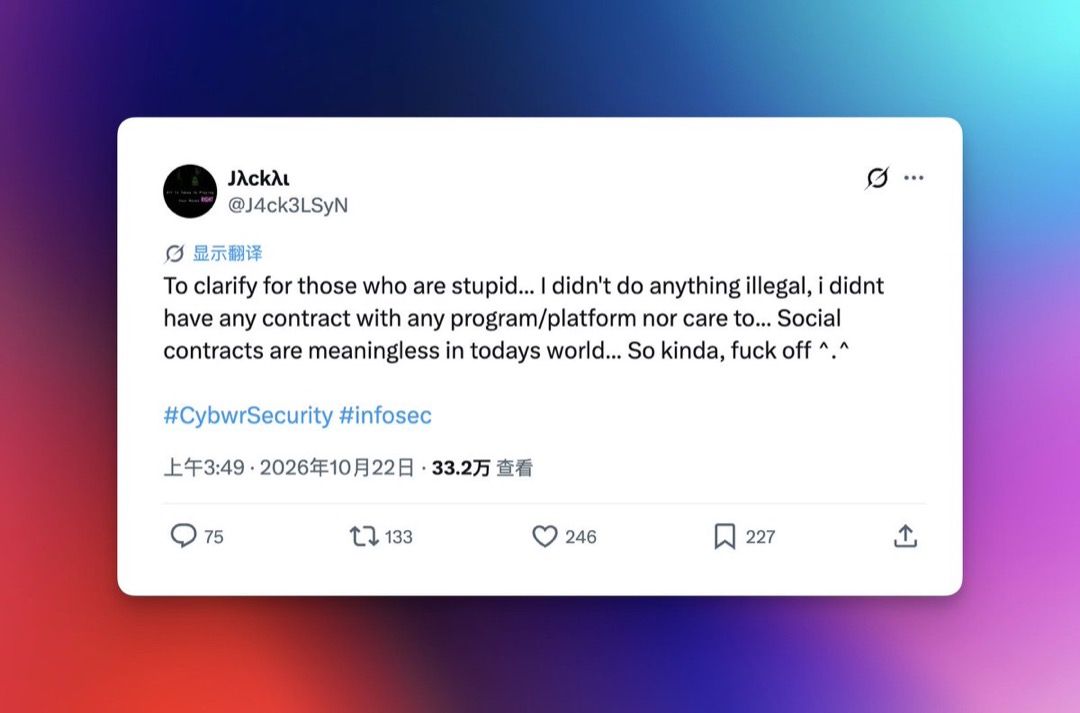 Jλckλι
@J4ck3LSyN
显示翻译
To clarify for those who are stupid... I didn't do anything illegal, i didnt
have any contract with any program/platform nor care to... Social
contracts are meaningless in todays world... So kinda, fuck off ^.^
#CybwrSecurity #infosec
上午3:49 · 2026年10月22日 · 33.2万 查看
75 133 246 227